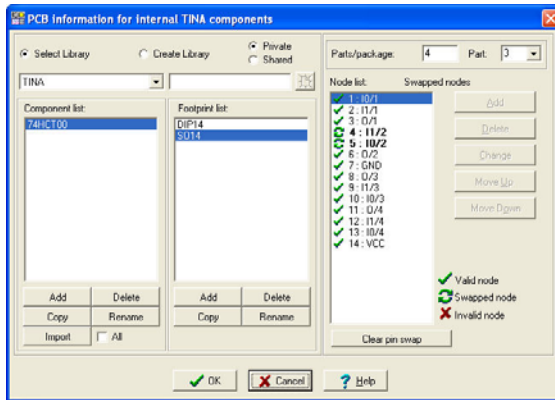 PCB Information for internal TINA components
Select Library
Create Library
Private
Shared
TINA
Component list:
74HCT00
Footprint list:
DIP14
SO14
Add
Delete
Copy
Rename
Import
All
Add
Delete
Copy
Rename
Parts/package:
4
Part:
3
Node list:
Swapped nodes
1 : I0/1
2 : I1/1
3 : O/1
4 : I1/2
5 : I0/2
6 : O/2
7 : GND
8 : O/3
9 : I1/3
10 : I0/3
11 : O/4
12 : I1/4
13 : I0/4
14 : VCC
Add
Delete
Change
Move Up
Move Down
Valid node
Swapped node
Invalid node
Clear pin swap
OK
Cancel
? Help